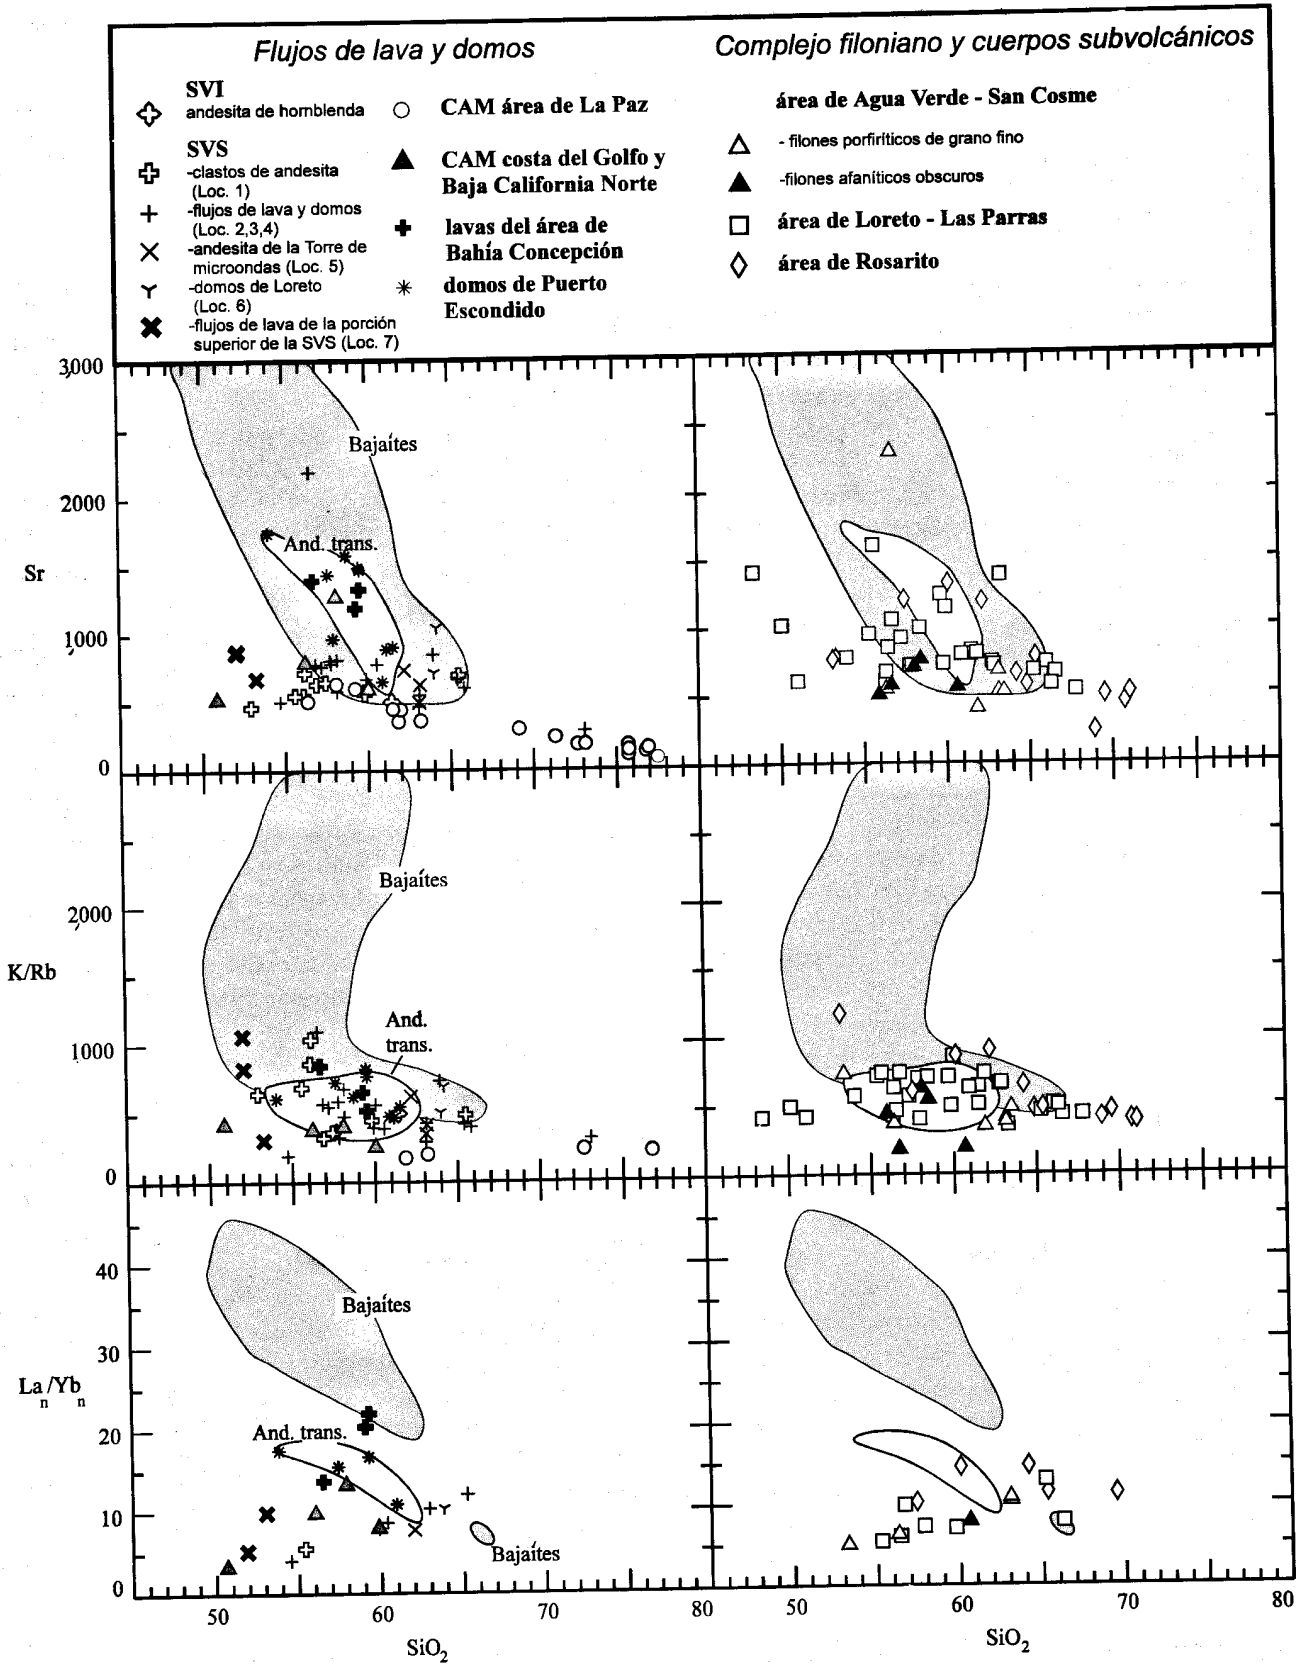 Flujos de lava y domos
SVI
andesita de hornblenda
SVS
-clastos de andesita
(Loc. 1)
-flujos de lava y domos
(Loc. 2,3,4)
-andesita de la Torre de
microondas (Loc. 5)
-domos de Loreto
(Loc. 6)
-flujos de lava de la porción
superior de la SVS (Loc. 7)
CAM área de La Paz
CAM costa del Golfo y
Baja California Norte
lavas del área de
Bahía Concepción
domos de Puerto
Escondido
Complejo filoniano y cuerpos subvolcánicos
área de Agua Verde - San Cosme
- filones porfiríticos de grano fino
-filones afaníticos obscuros
área de Loreto - Las Parras
área de Rosarito
3,000
2000
Sr
1000
0
Bajaítes
And. trans.
2000
K/Rb
1000
0
Bajaítes
And.
trans.
40
30
La_n/Yb_n
20
10
0
Bajaítes
And. trans.
Bajaítes
50 60 70 80
SiO₂
50 60 70 80
SiO₂